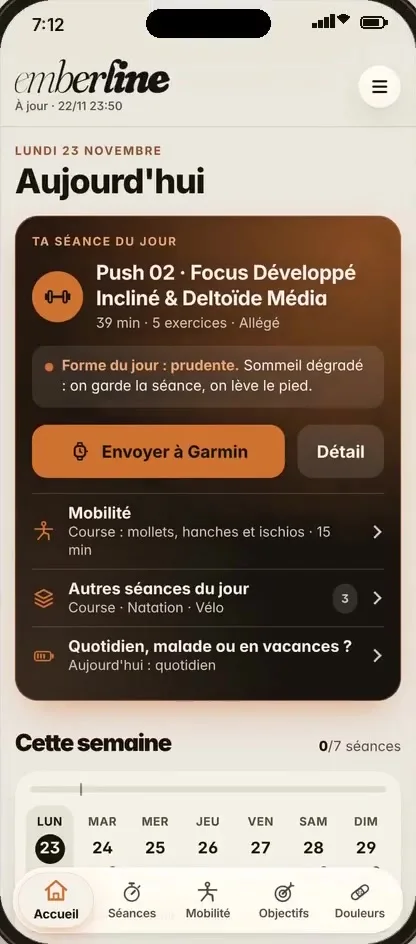 7:12
emberline
À jour · 22/11 23:50
LUNDI 23 NOVEMBRE
Aujourd'hui
TA SÉANCE DU JOUR
Push 02 · Focus Développé
Incliné & Deltoïde Média
39 min · 5 exercices · Allégé
Forme du jour : prudente. Sommeil dégradé
: on garde la séance, on lève le pied.
Envoyer à Garmin
Détail
Mobilité
Course : mollets, hanches et ischios · 15
min
Autres séances du jour
Course · Natation · Vélo
3
Quotidien, malade ou en vacances ?
Aujourd'hui : quotidien
Cette semaine
0/7 séances
LUN MAR MER JEU VEN SAM DIM
23 24 25 26 27 28 29
Accueil Séances Mobilité Objectifs Douleurs